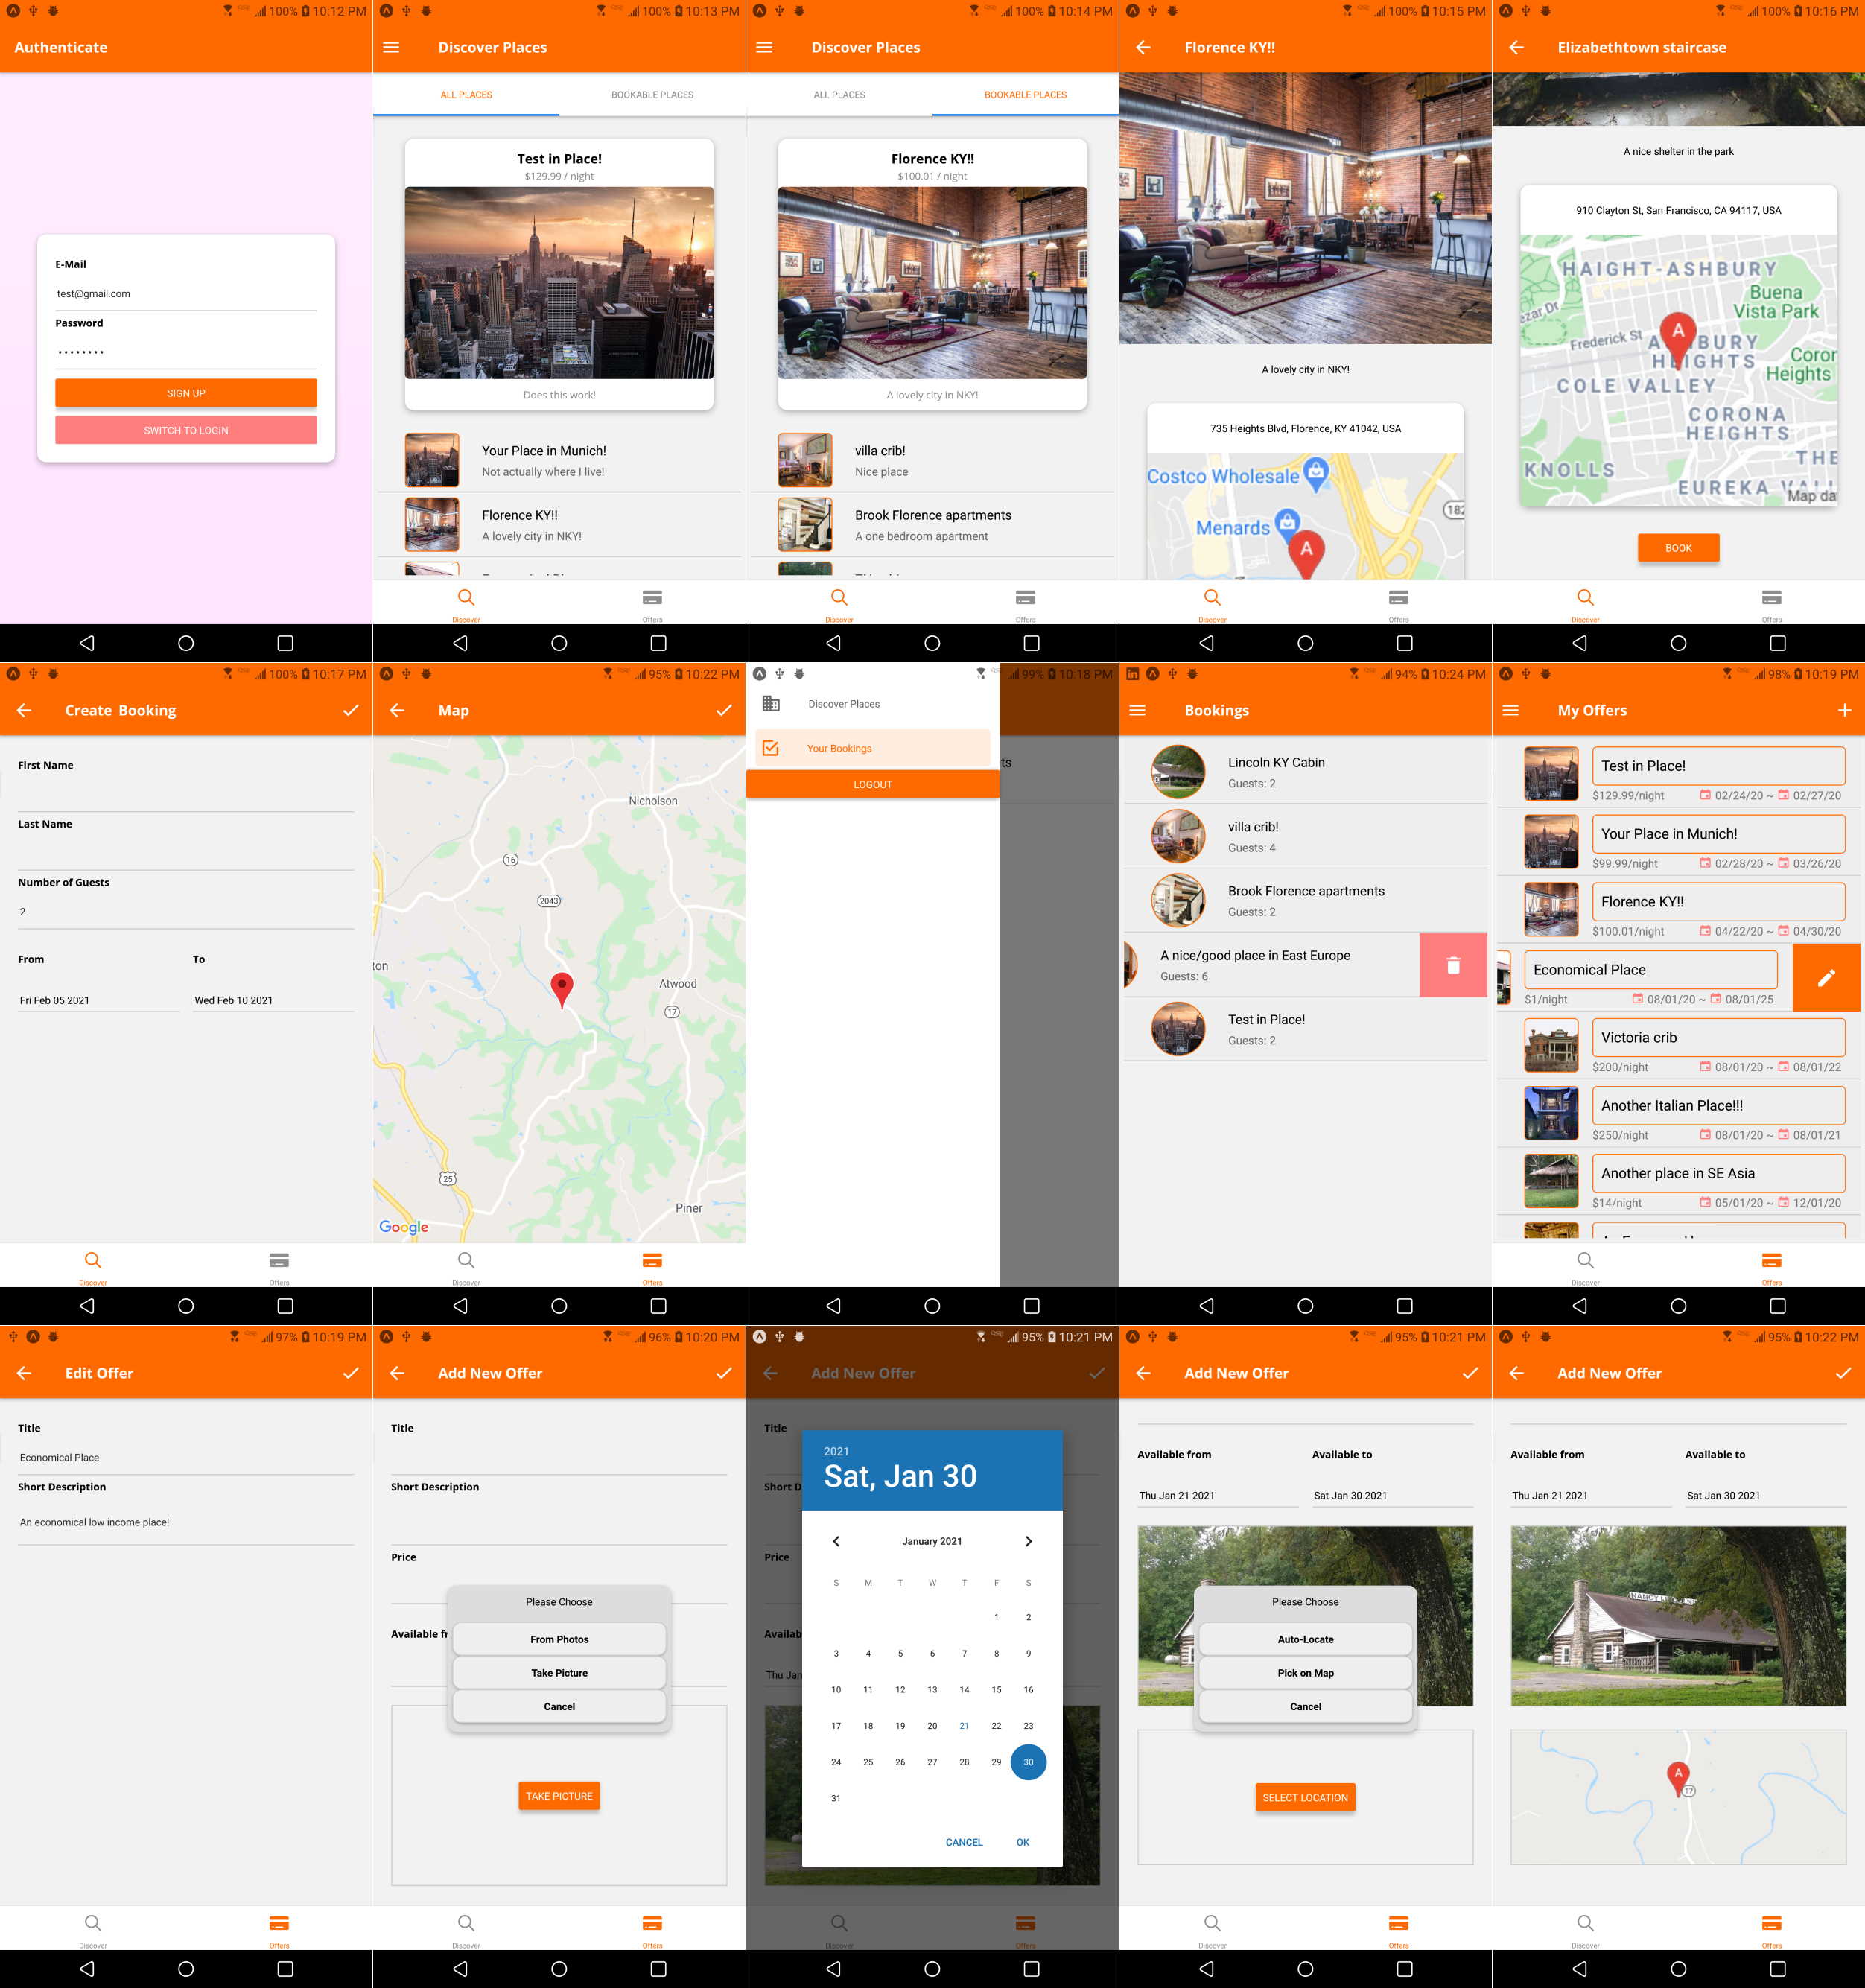 100% 10:12 PM
Authenticate
E-Mail
test@gmail.com
Password
••••••••
SIGN UP
SWITCH TO LOGIN
100% 10:13 PM
Discover Places
ALL PLACES BOOKABLE PLACES
Test in Place!
$129.99 / night
Does this work!
Your Place in Munich!
Not actually where I live!
Florence KY!!
A lovely city in NKY!
Discover Offers
100% 10:14 PM
Discover Places
ALL PLACES BOOKABLE PLACES
Florence KY!!
$100.01 / night
A lovely city in NKY!
villa crib!
Nice place
Brook Florence apartments
A one bedroom apartment
Discover Offers
100% 10:15 PM
Florence KY!!
A lovely city in NKY!
735 Heights Blvd, Florence, KY 41042, USA
Costco Wholesale
182
Menards
A
Discover Offers
100% 10:16 PM
Elizabethtown staircase
A nice shelter in the park
910 Clayton St, San Francisco, CA 94117, USA
HAIGHT-ASHBURY
Buena
Vista Park
ezar Dr
Frederick St
A
HEIGHTS
Coror
Heights
COLE VALLEY
CORONA
HEIGHTS
THE
KNOLLS
EUREKA
Map da
BOOK
Discover Offers
100% 10:17 PM
Create Booking
First Name
Last Name
Number of Guests
2
From To
Fri Feb 05 2021 Wed Feb 10 2021
Discover Offers
95% 10:22 PM
Map
Nicholson
16
2043
ton
Atwood
17
25
Piner
Google
Discover Offers
99% 10:18 PM
Discover Places
Your Bookings
ts
LOGOUT
in 94% 10:24 PM
Bookings
Lincoln KY Cabin
Guests: 2
villa crib!
Guests: 4
Brook Florence apartments
Guests: 2
A nice/good place in East Europe
Guests: 6
Test in Place!
Guests: 2
98% 10:19 PM
My Offers
Test in Place!
$129.99/night 02/24/20 ~ 02/27/20
Your Place in Munich!
$99.99/night 02/28/20 ~ 03/26/20
Florence KY!!
$100.01/night 04/22/20 ~ 04/30/20
Economical Place
$1/night 08/01/20 ~ 08/01/25
Victoria crib
$200/night 08/01/20 ~ 08/01/22
Another Italian Place!!!
$250/night 08/01/20 ~ 08/01/21
Another place in SE Asia
$14/night 05/01/20 ~ 12/01/20
Discover Offers
97% 10:19 PM
Edit Offer
Title
Economical Place
Short Description
An economical low income place!
Discover Offers
96% 10:20 PM
Add New Offer
Title
Short Description
Price
Available fr
Please Choose
From Photos
Take Picture
Cancel
TAKE PICTURE
Discover Offers
95% 10:21 PM
Add New Offer
Title
Short D
Price
Availab
Thu Jan
2021
Sat, Jan 30
January 2021
S M T W T F S
1 2
3 4 5 6 7 8 9
10 11 12 13 14 15 16
17 18 19 20 21 22 23
24 25 26 27 28 29 30
31
CANCEL OK
Discover Offers
95% 10:21 PM
Add New Offer
Available from Available to
Thu Jan 21 2021 Sat Jan 30 2021
Please Choose
Auto-Locate
Pick on Map
Cancel
SELECT LOCATION
Discover Offers
95% 10:22 PM
Add New Offer
Available from Available to
Thu Jan 21 2021 Sat Jan 30 2021
NANCY
A
17
Discover Offers